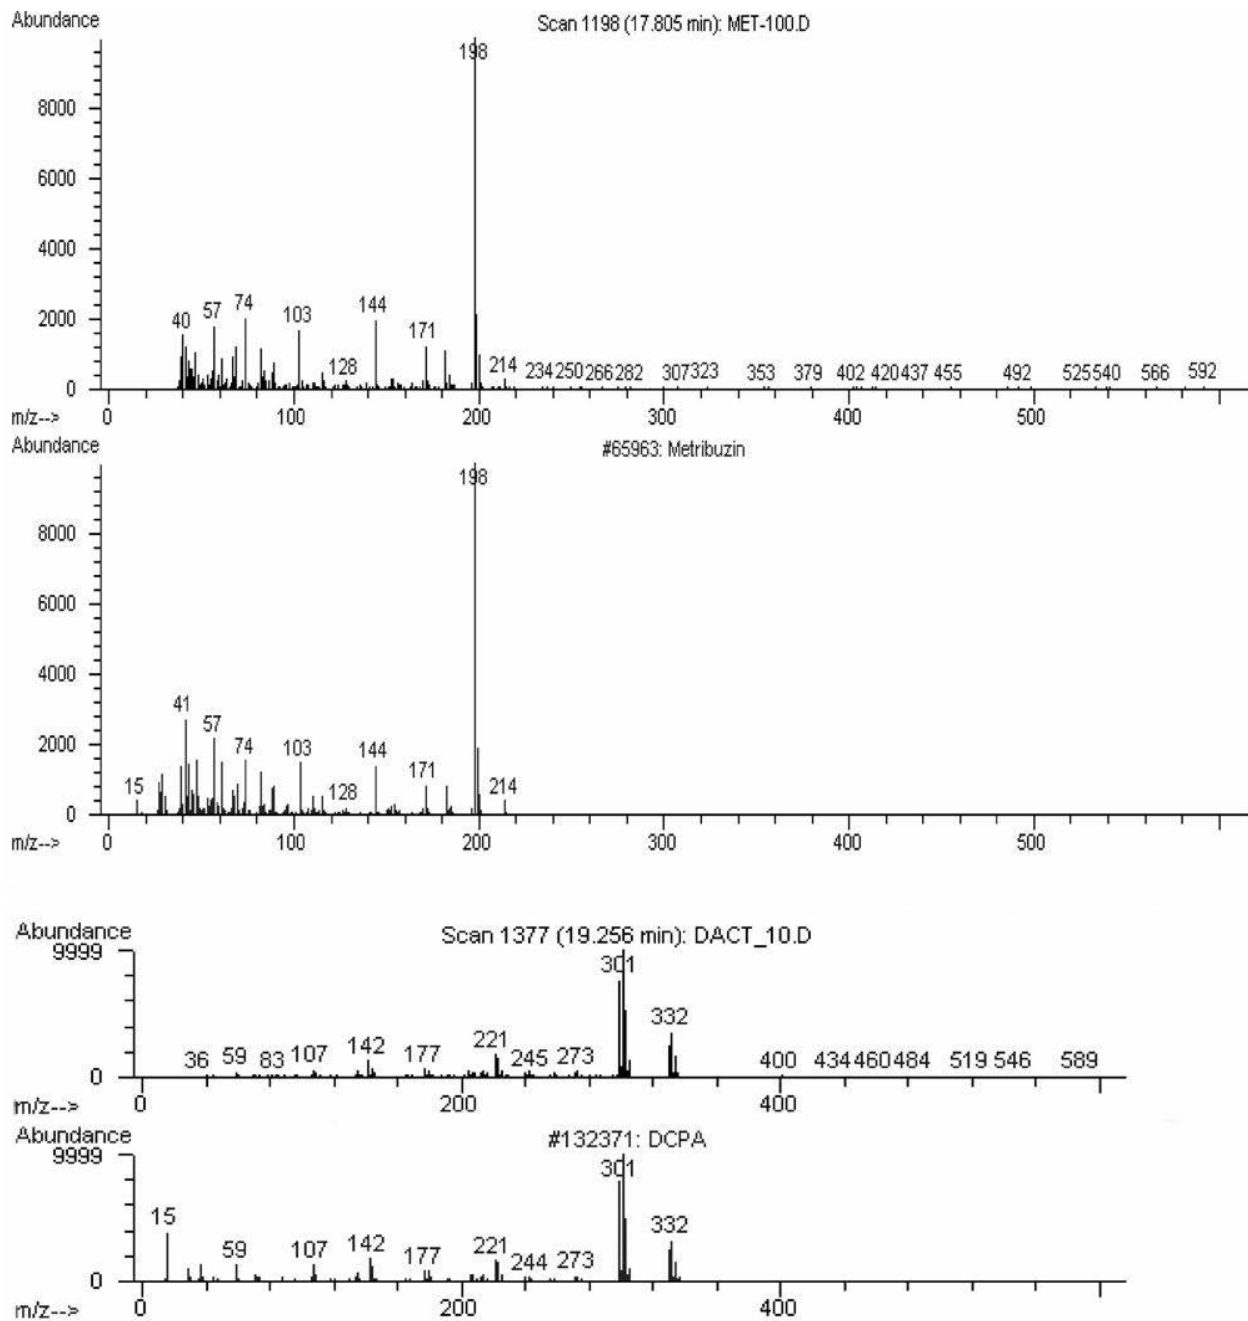 Abundance
Scan 1198 (17.805 min): MET-100.D
198
8000
6000
4000
2000
40 57 74 103 128 144 171 214 234 250 266 282 307 323 353 379 402 420 437 455 492 525 540 566 592
0
0 100 200 300 400 500
m/z-->
Abundance
#65963: Metribuzin
198
8000
6000
4000
2000
15 41 57 74 103 128 144 171 214
0
0 100 200 300 400 500
m/z-->
Abundance
Scan 1377 (19.256 min): DACT_10.D
9999
301
36 59 83 107 142 177 221 245 273 332 400 434 460 484 519 546 589
0
0 200 400
m/z-->
Abundance
#132371: DCPA
9999
301
15 59 107 142 177 221 244 273 332
0
0 200 400
m/z-->